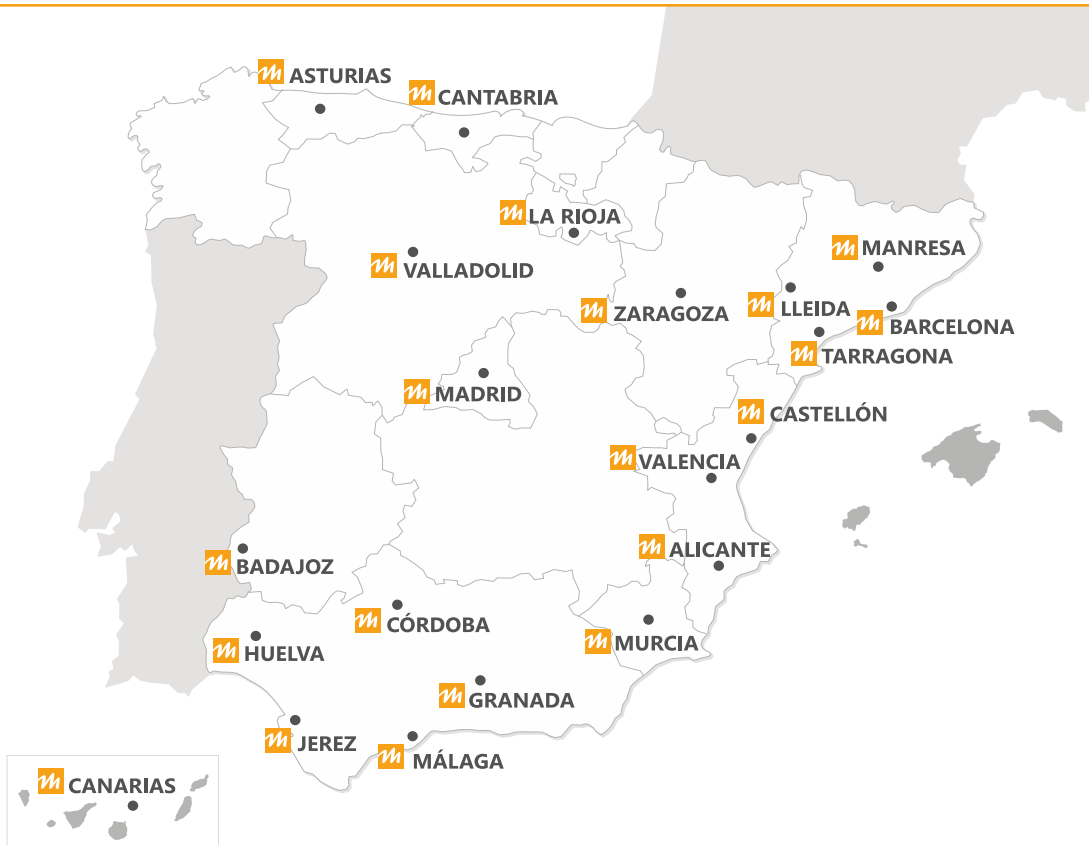 ASTURIAS
CANTABRIA
LA RIOJA
MANRESA
VALLADOLID
ZARAGOZA
LLEIDA
BARCELONA
TARRAGONA
MADRID
CASTELLÓN
VALENCIA
ALICANTE
BADAJOZ
CÓRDOBA
MURCIA
HUELVA
GRANADA
JEREZ
MÁLAGA
CANARIAS